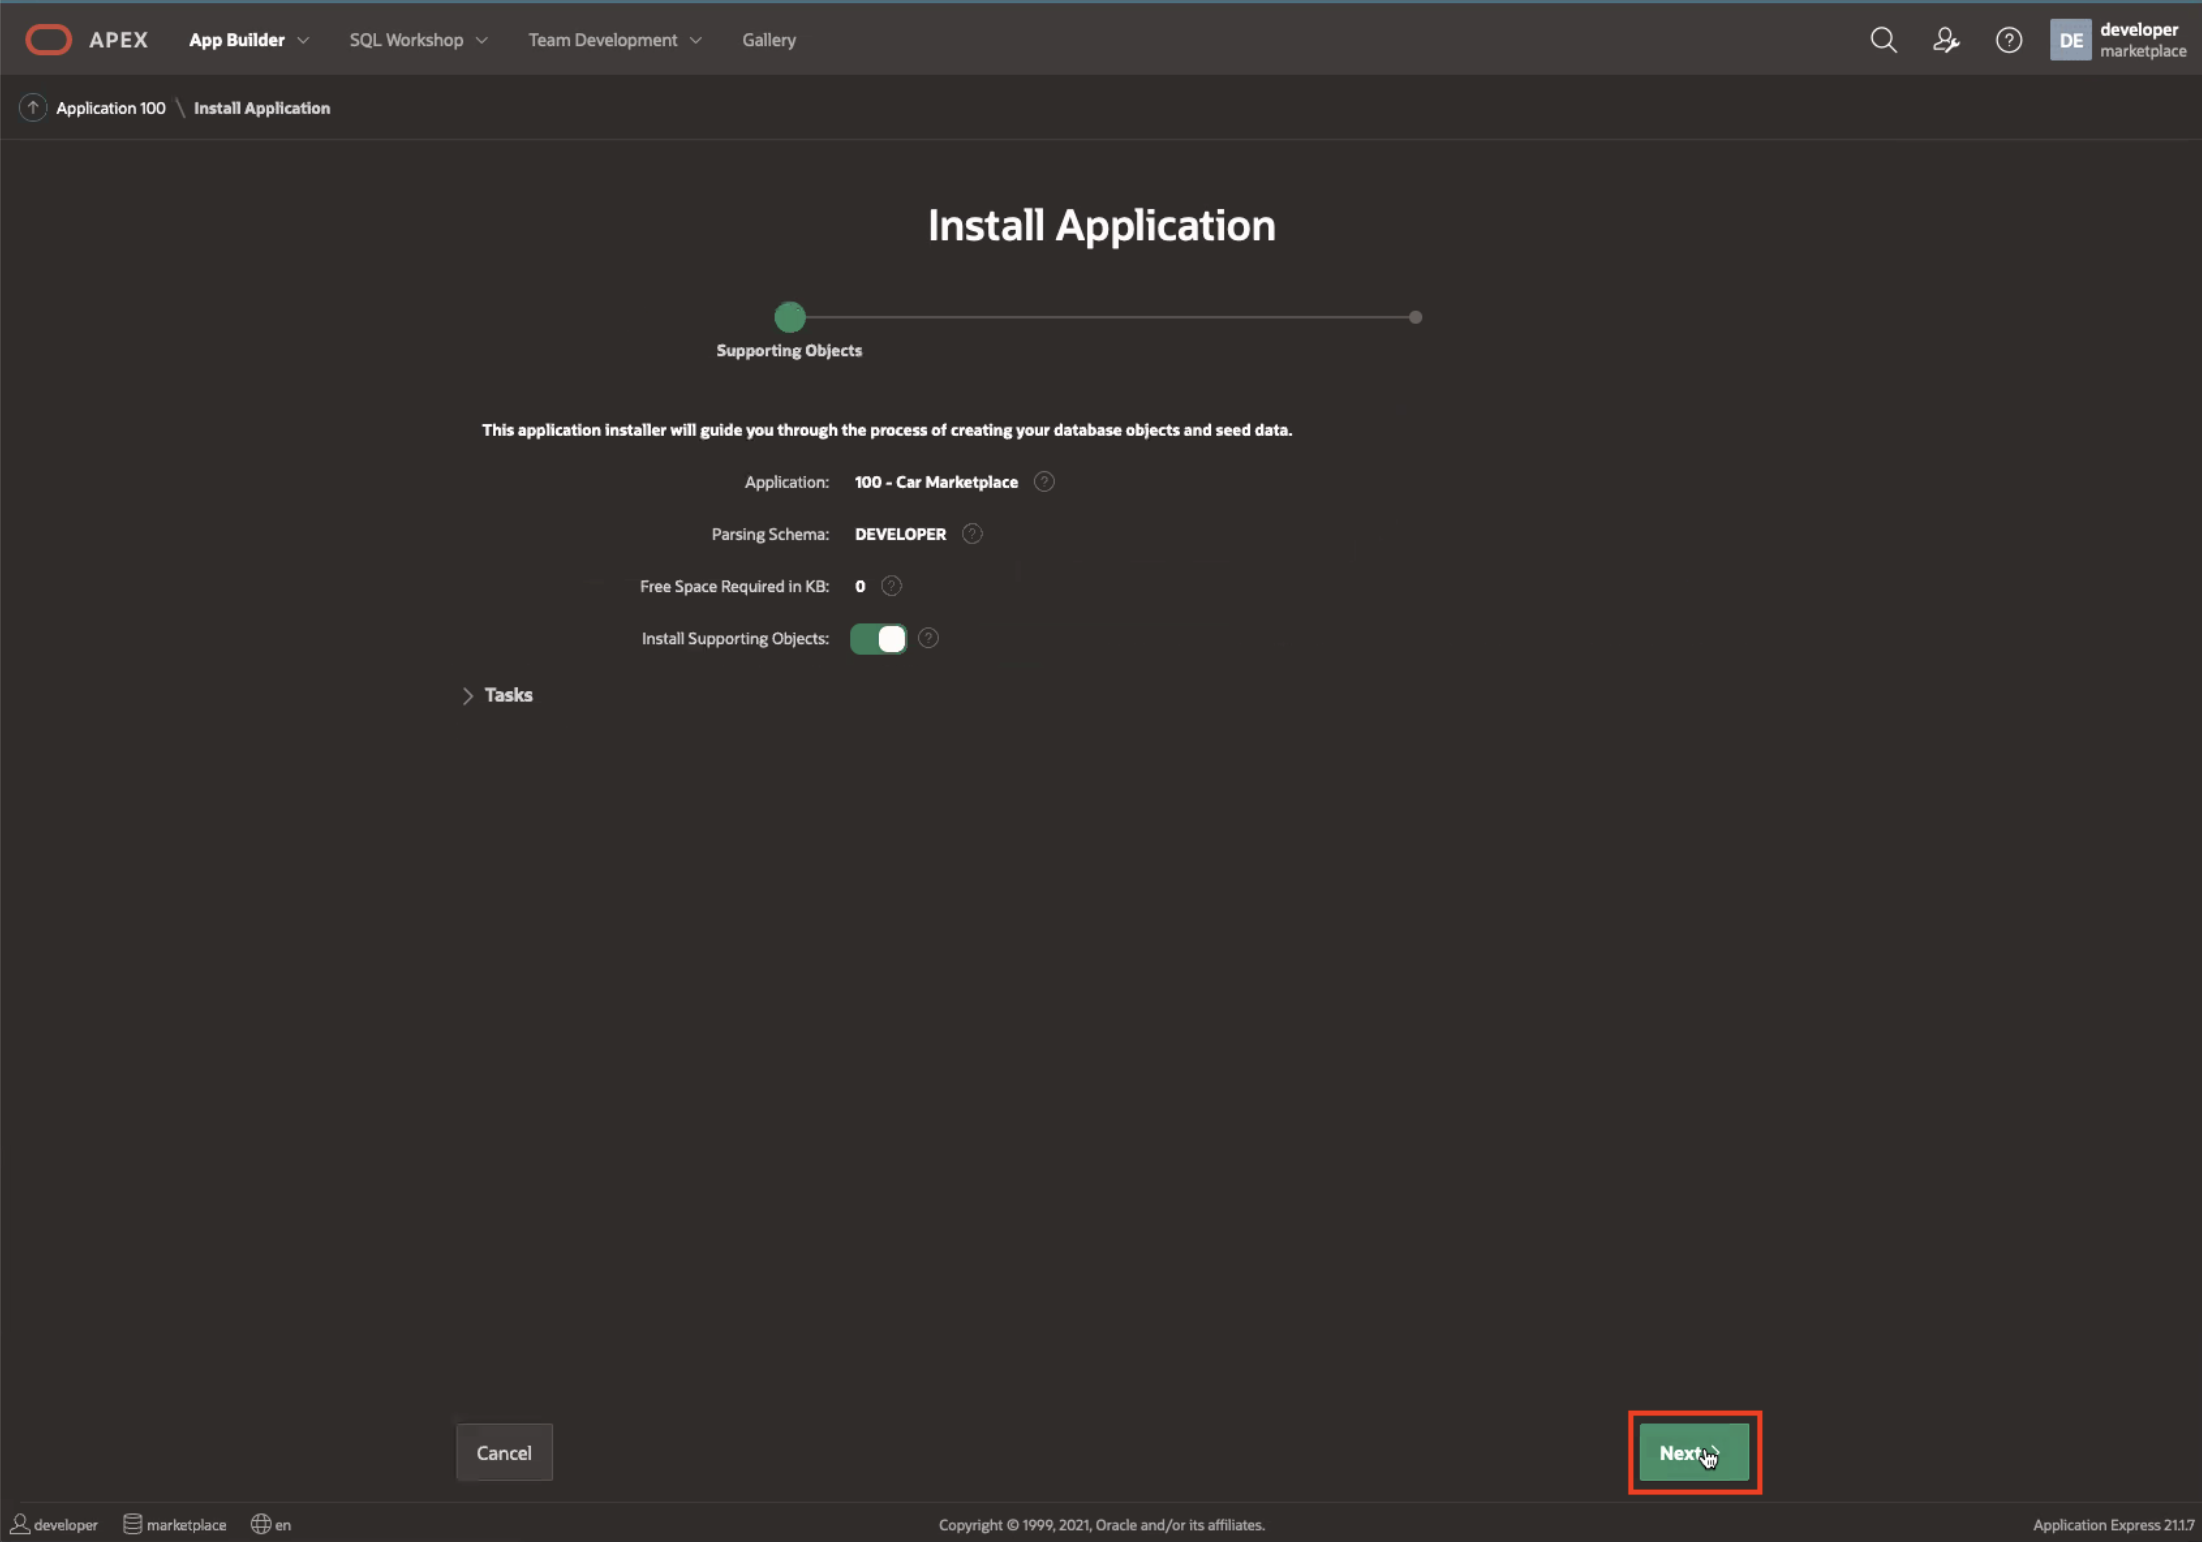 APEX App Builder SQL Workshop Team Development Gallery DE developer
marketplace
Application 100 \ Install Application
Install Application
Supporting Objects
This application installer will guide you through the process of creating your database objects and seed data.
Application: 100 - Car Marketplace ?
Parsing Schema: DEVELOPER ?
Free Space Required in KB: 0 ?
Install Supporting Objects: ?
Tasks
Cancel Next
developer marketplace en Copyright © 1999, 2021, Oracle and/or its affiliates. Application Express 21.1.7